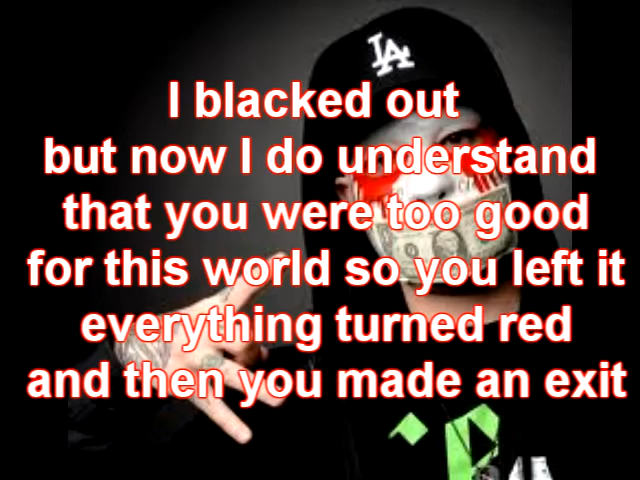 LA
I blacked out
but now I do understand
that you were too good
for this world so you left it
everything turned red
and then you made an exit